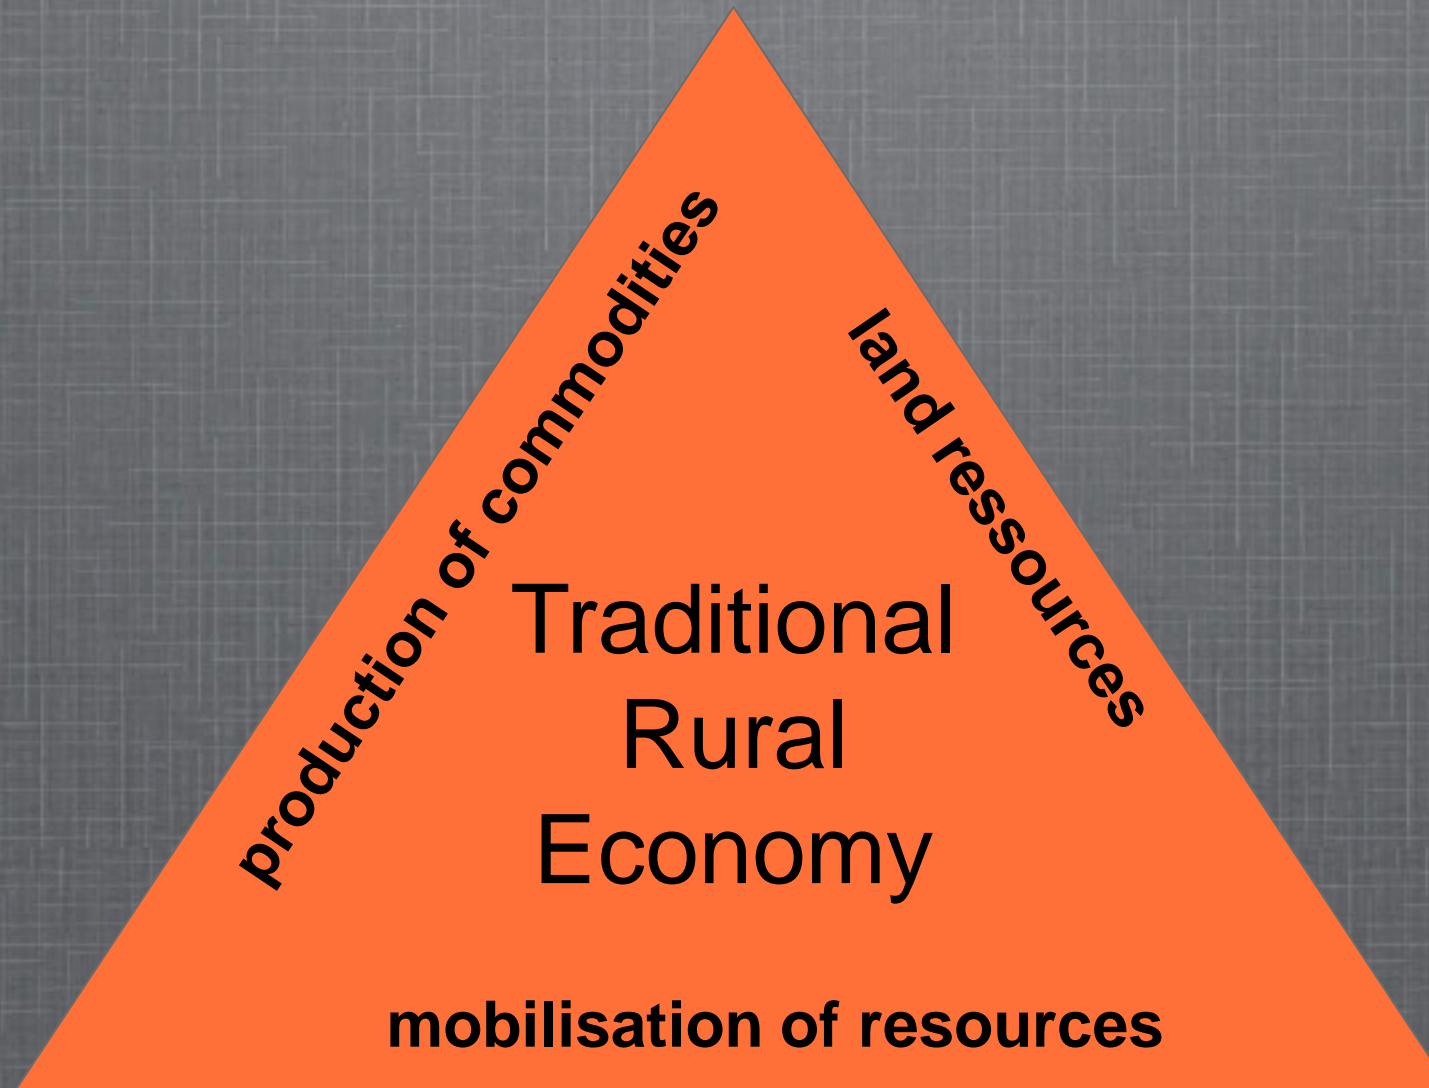 production of commodities
land ressources
Traditional
Rural
Economy
mobilisation of resources